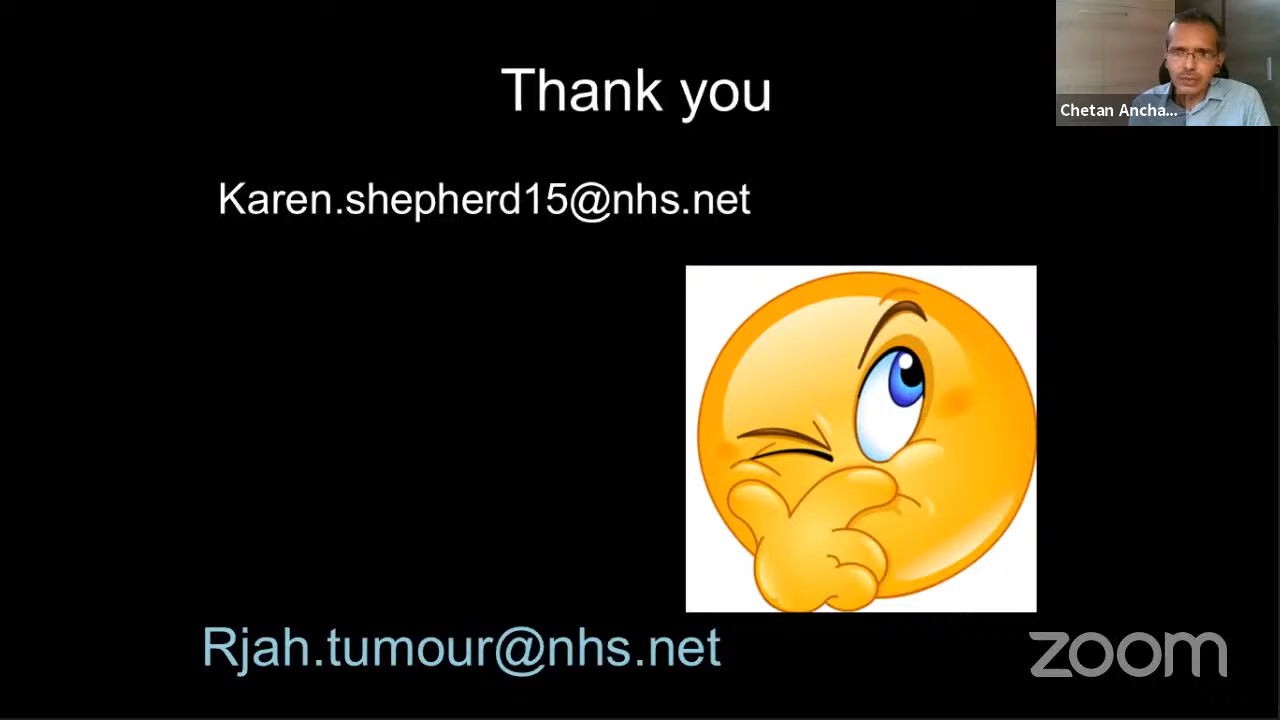 Thank you
Chetan Ancha...
Karen.shepherd15@nhs.net
Rjah.tumour@nhs.net
zoom